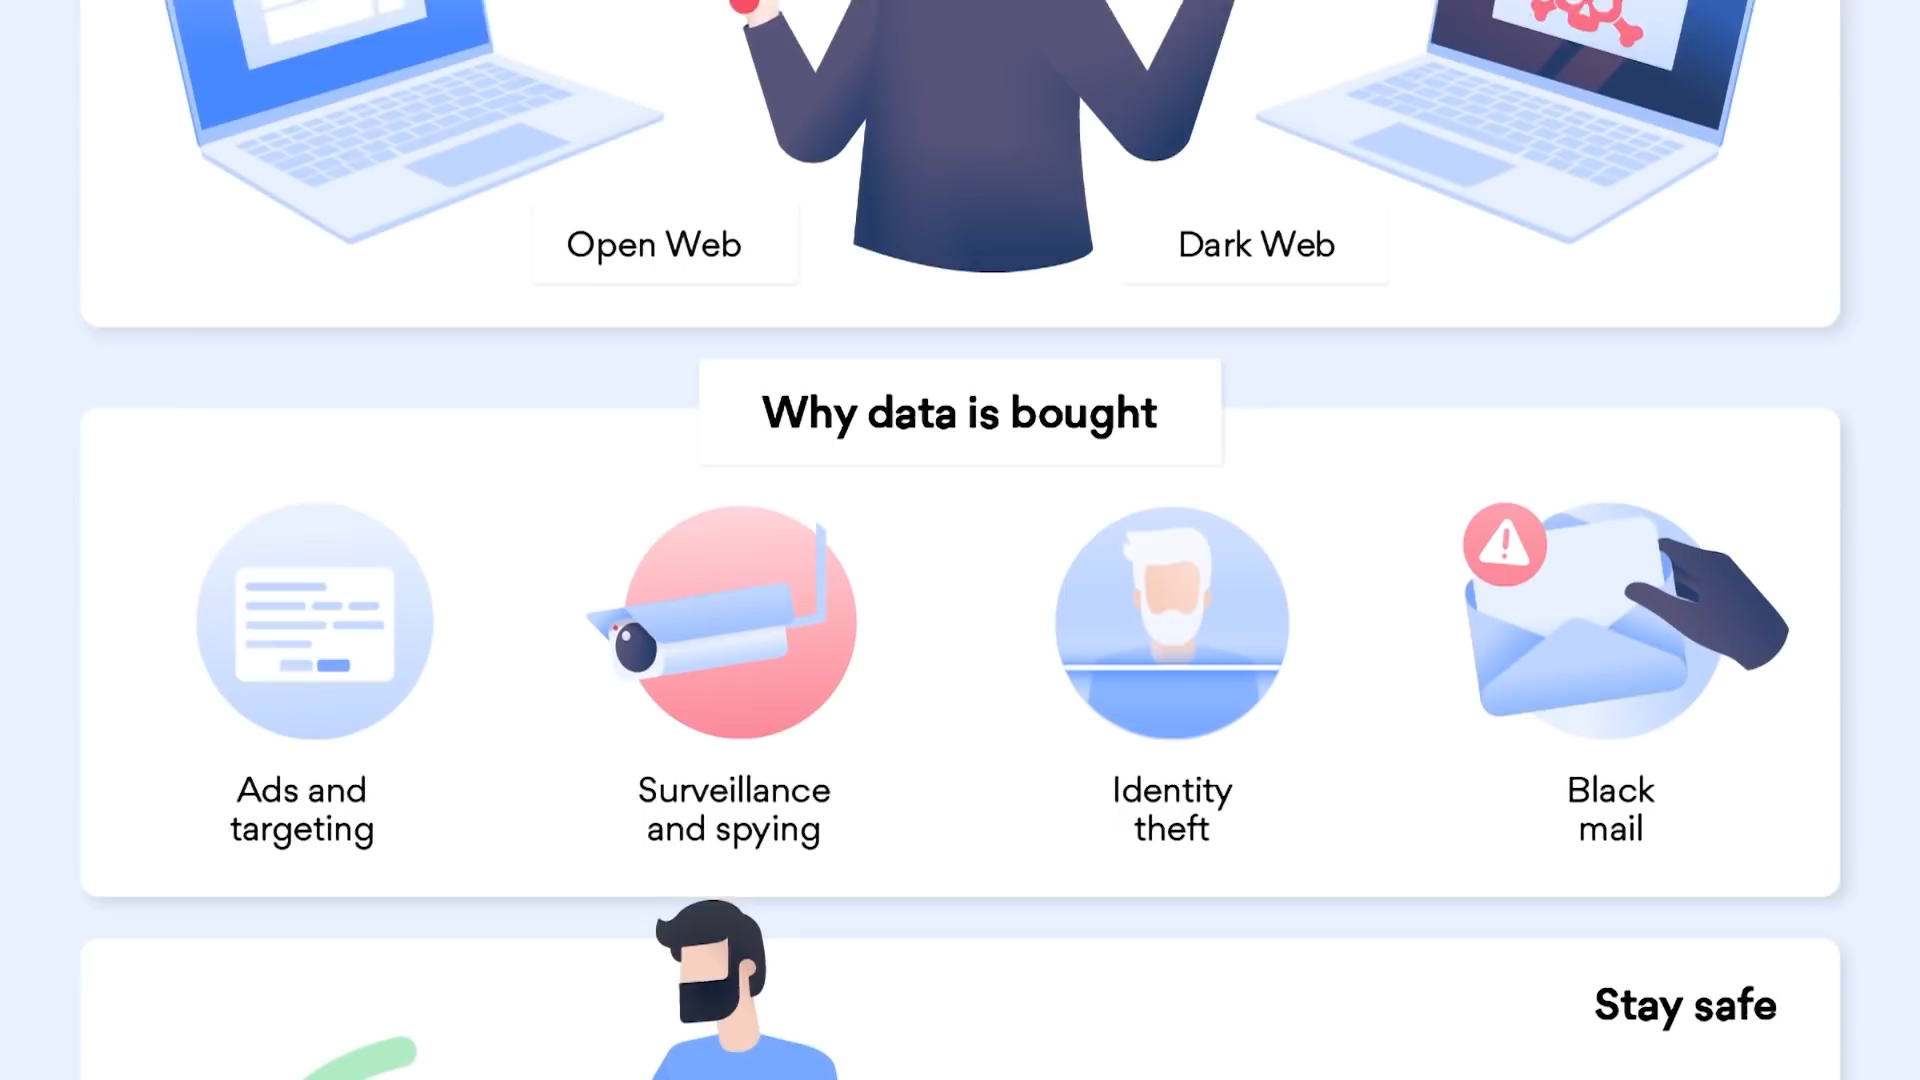 Open Web
Dark Web
Why data is bought
Ads and
targeting
Surveillance
and spying
Identity
theft
Black
mail
Stay safe